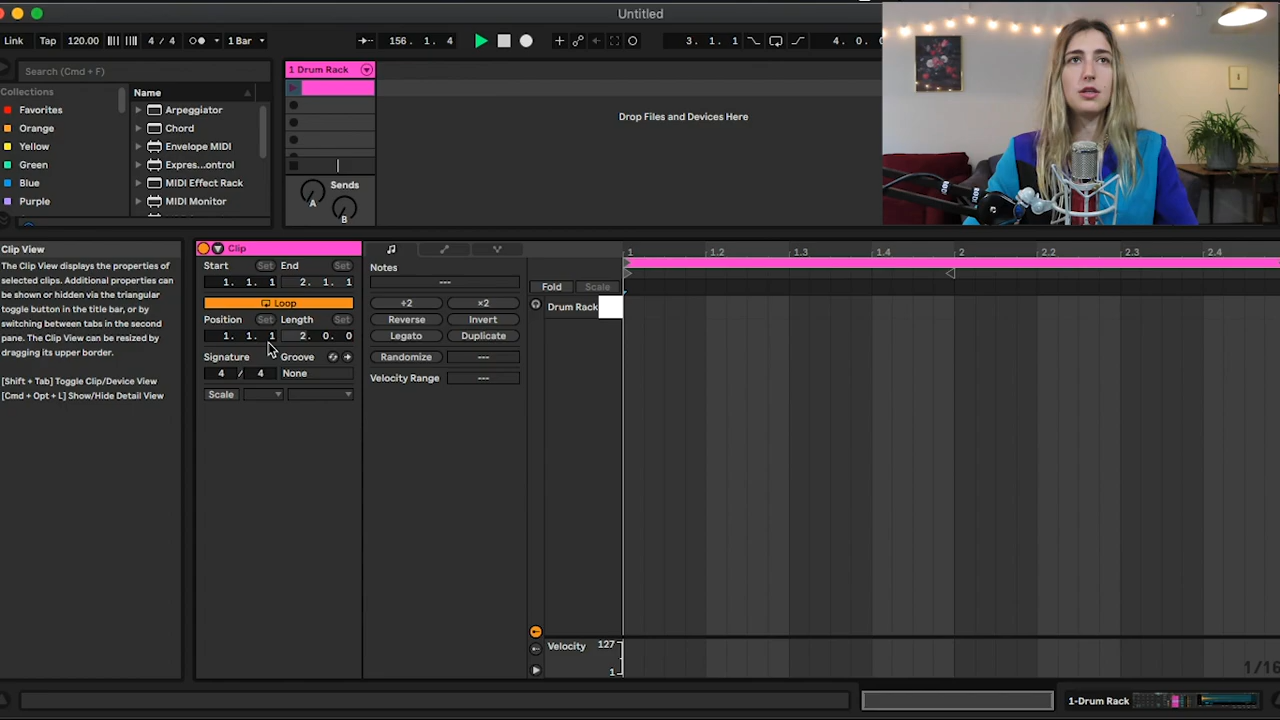 Untitled
Link Tap 120.00 4 / 4 1 Bar 156. 1. 4 3. 1. 1 4. 0. 0
Search (Cmd + F)
Collections
Favorites
Orange
Yellow
Green
Blue
Purple
Name
Arpeggiator
Chord
Envelope MIDI
Expres...ontrol
MIDI Effect Rack
MIDI Monitor
1 Drum Rack
Sends
A
B
Drop Files and Devices Here
Clip View
The Clip View displays the properties of
selected clips. Additional properties can
be shown or hidden via the triangular
toggle button in the title bar, or by
switching between tabs in the second
pane. The Clip View can be resized by
dragging its upper border.
[Shift + Tab] Toggle Clip/Device View
[Cmd + Opt + L] Show/Hide Detail View
Clip
Start Set End Set
1. 1. 1 2. 1. 1
Loop
Position Set Length Set
1. 1. 1 2. 0. 0
Signature Groove
4 / 4 None
Scale
Notes
---
÷2 ×2
Reverse Invert
Legato Duplicate
Randomize ---
Velocity Range ---
1 1.2 1.3 1.4 2 2.2 2.3 2.4
Fold Scale
Drum Rack
Velocity 127
1
1/16
1-Drum Rack